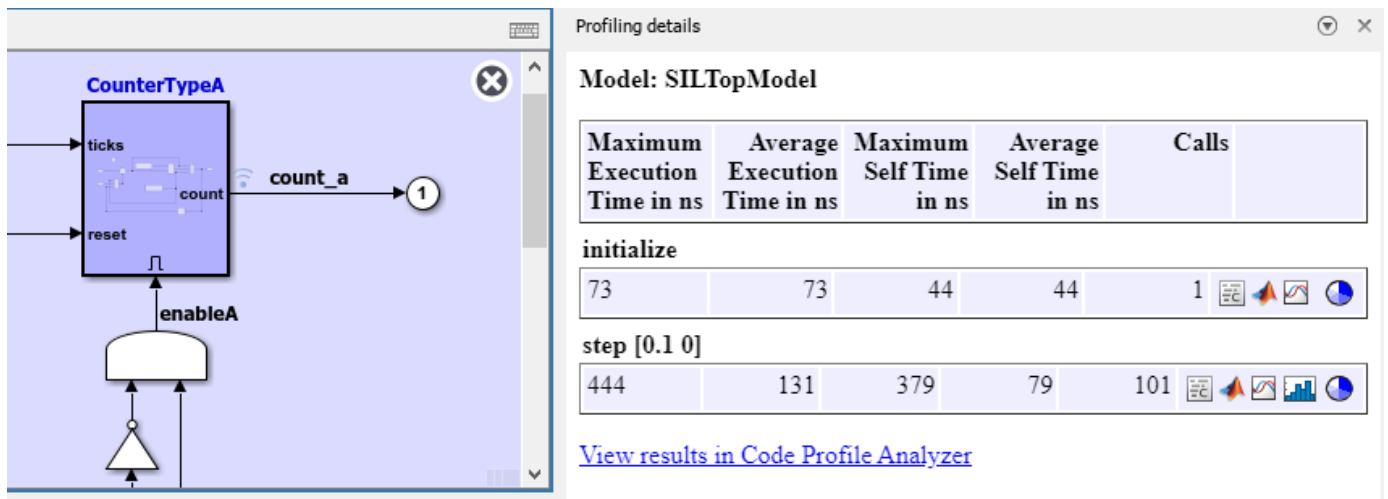 Profiling details
CounterTypeA
ticks
count
reset
count_a
1
enableA
Model: SILTopModel
Maximum Execution Time in ns Average Execution Time in ns Maximum Self Time in ns Average Self Time in ns Calls
initialize
73 73 44 44 1
step [0.1 0]
444 131 379 79 101
View results in Code Profile Analyzer